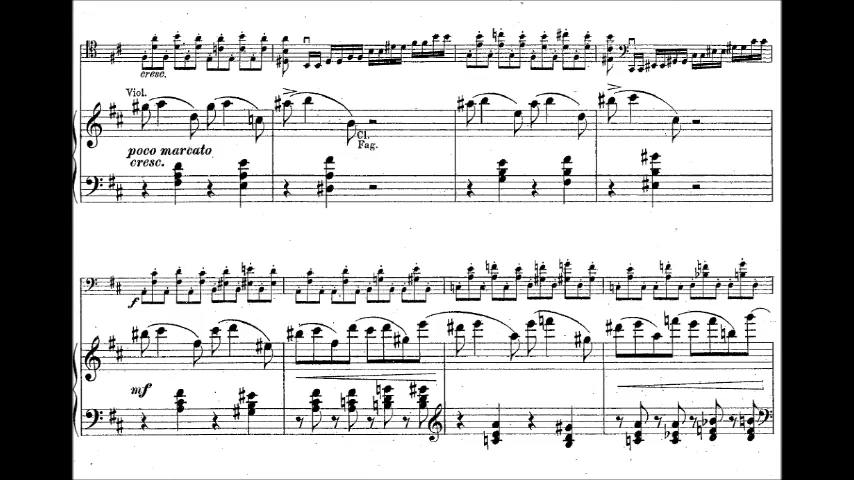 cresc.
Viol.
poco marcato
cresc.
Cl.
Fag.
f
mf